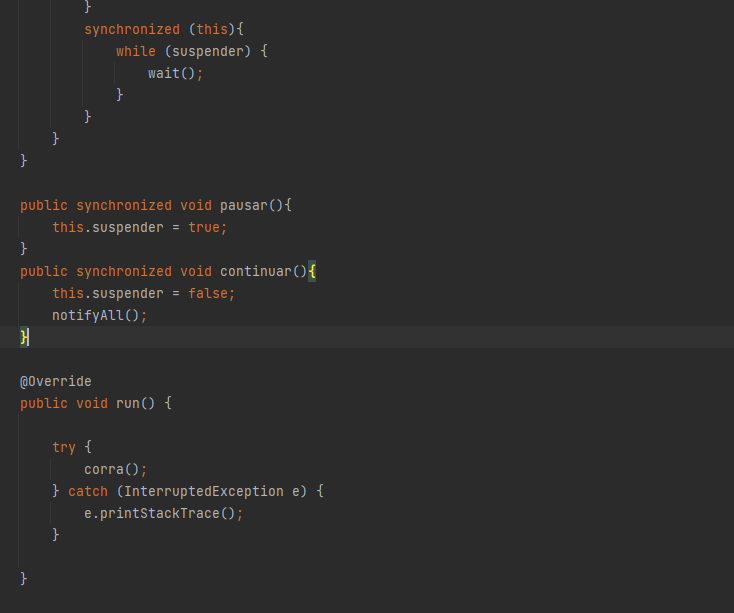 }
synchronized (this){
while (suspender) {
wait();
}
}
}
}
public synchronized void pausar(){
this.suspender = true;
}
public synchronized void continuar(){
this.suspender = false;
notifyAll();
}
@Override
public void run() {
try {
corra();
} catch (InterruptedException e) {
e.printStackTrace();
}
}